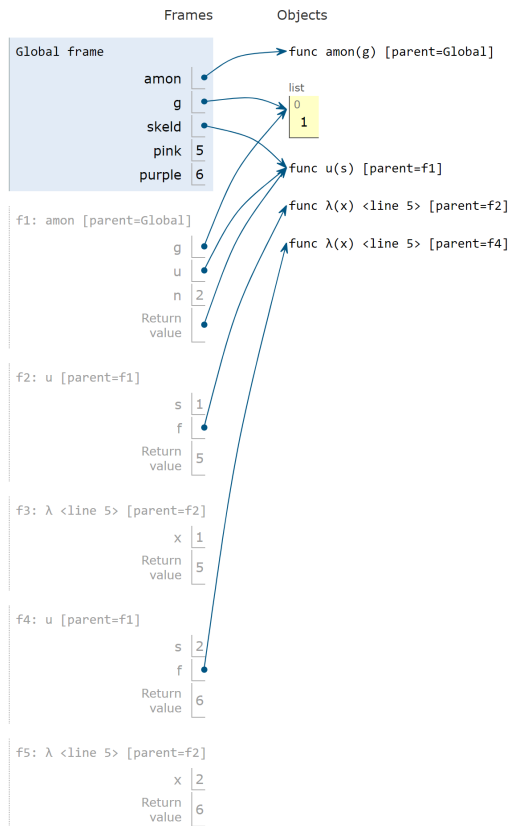 Frames Objects
Global frame
func amon(g) [parent=Global]
amon
g
skeld
pink 5
purple 6
list
0
1
func u(s) [parent=f1]
func λ(x) <line 5> [parent=f2]
func λ(x) <line 5> [parent=f4]
f1: amon [parent=Global]
g
u
n 2
Return
value
f2: u [parent=f1]
s 1
f
Return
value 5
f3: λ <line 5> [parent=f2]
x 1
Return
value 5
f4: u [parent=f1]
s 2
f
Return
value 6
f5: λ <line 5> [parent=f2]
x 2
Return
value 6